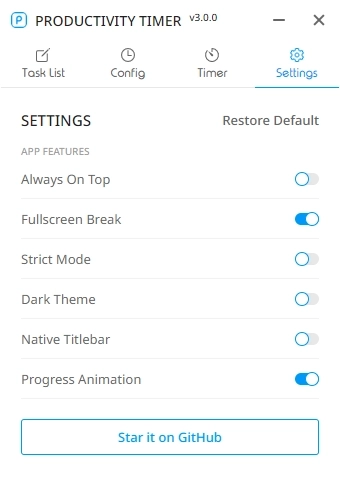 PRODUCTIVITY TIMER v3.0.0
Task List Config Timer Settings
SETTINGS Restore Default
APP FEATURES
Always On Top
Fullscreen Break
Strict Mode
Dark Theme
Native Titlebar
Progress Animation
Star it on GitHub